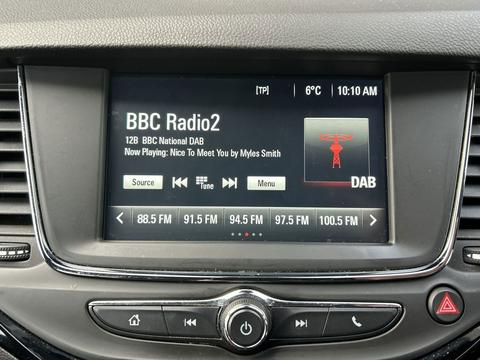 [TP] 6°C 10:10 AM
BBC Radio2
12B BBC National DAB
Now Playing: Nice To Meet You by Myles Smith
DAB
Source Tune Menu
88.5 FM 91.5 FM 94.5 FM 97.5 FM 100.5 FM